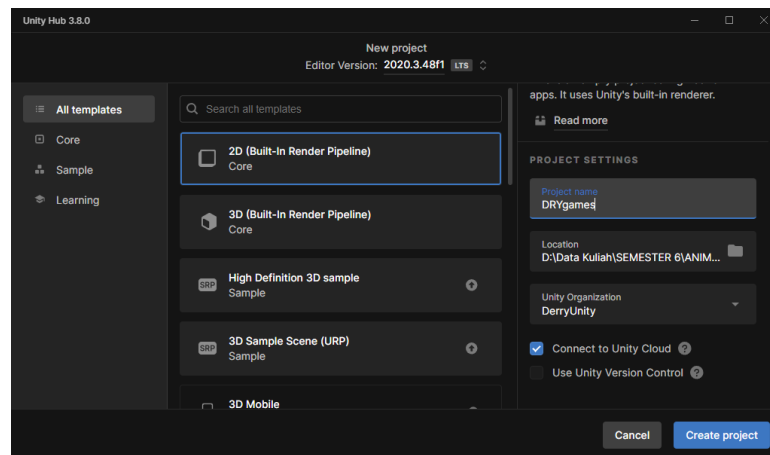 Unity Hub 3.8.0
New project
Editor Version: 2020.3.48f1 LTS
All templates
Core
Sample
Learning
Search all templates
2D (Built-In Render Pipeline)
Core
3D (Built-In Render Pipeline)
Core
SRP
High Definition 3D sample
Sample
SRP
3D Sample Scene (URP)
Sample
3D Mobile
apps. It uses Unity's built-in renderer.
Read more
PROJECT SETTINGS
Project name
DRYgames
Location
D:\Data Kuliah\SEMESTER 6\ANIM...
Unity Organization
DerryUnity
Connect to Unity Cloud ?
Use Unity Version Control ?
Cancel
Create project